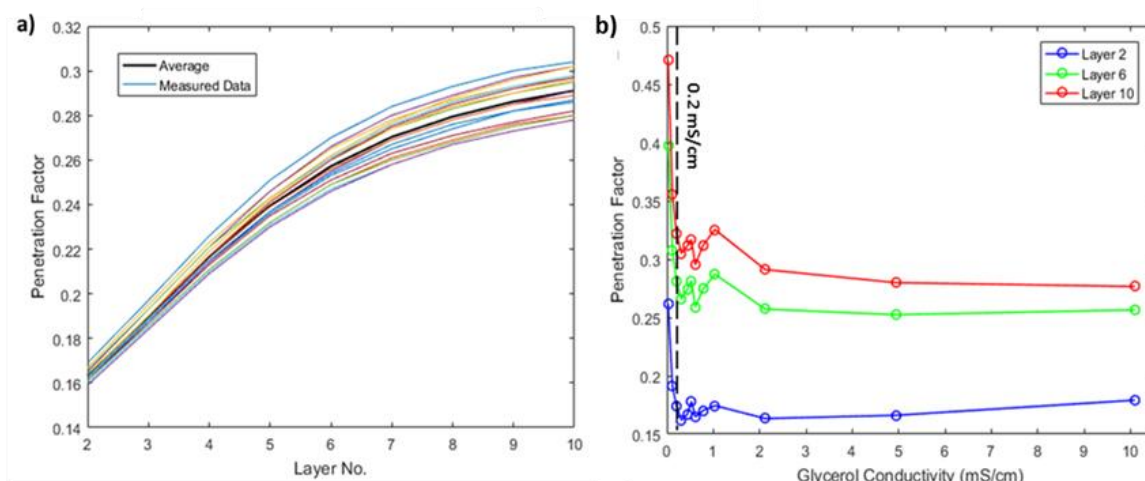 a)
0.32
0.3
0.28
0.26
0.24
0.22
0.2
0.18
0.16
0.14
Penetration Factor
Average
Measured Data
2 3 4 5 6 7 8 9 10
Layer No.
b)
0.5
0.45
0.4
0.35
0.3
0.25
0.2
0.15
Penetration Factor
0.2 mS/cm
Layer 2
Layer 6
Layer 10
0 1 2 3 4 5 6 7 8 9 10
Glycerol Conductivity (mS/cm)